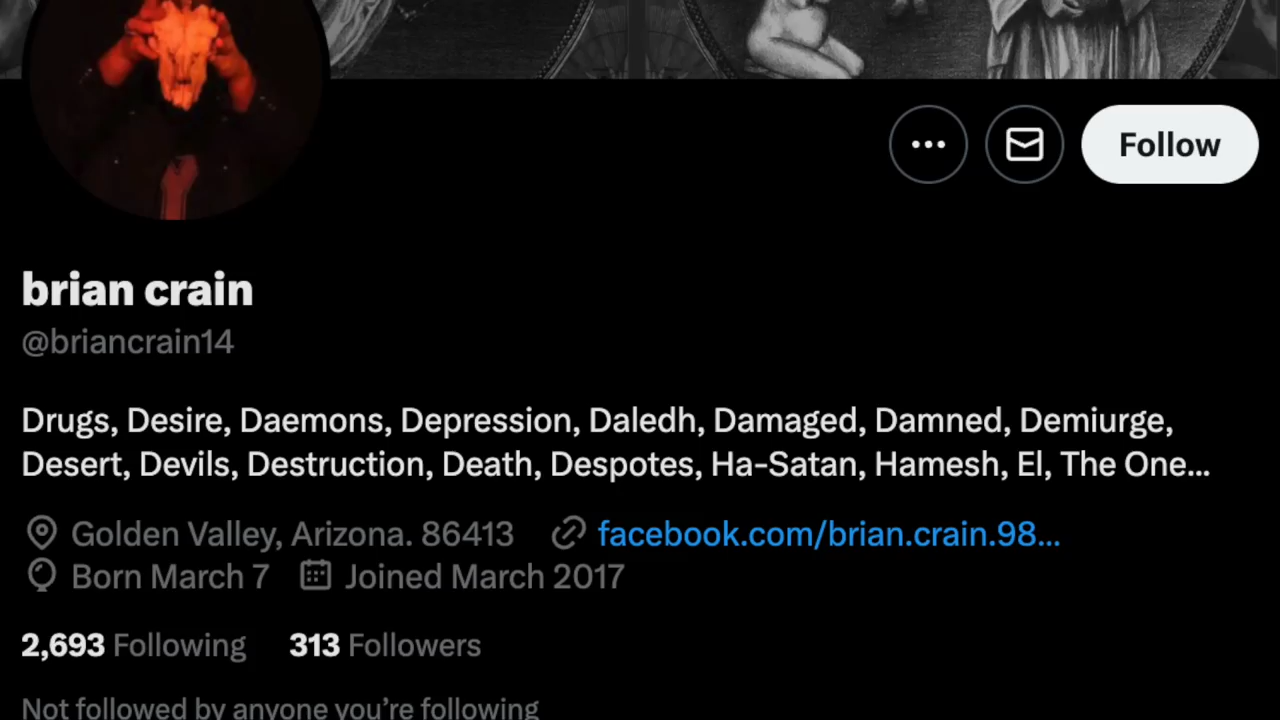 Follow
brian crain
@briancrain14
Drugs, Desire, Daemons, Depression, Daledh, Damaged, Damned, Demiurge,
Desert, Devils, Destruction, Death, Despotes, Ha-Satan, Hamesh, El, The One...
Golden Valley, Arizona. 86413 facebook.com/brian.crain.98...
Born March 7 Joined March 2017
2,693 Following 313 Followers
Not followed by anyone you’re following